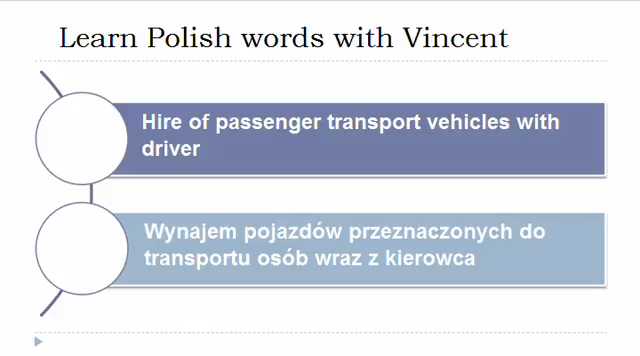 Learn Polish words with Vincent
Hire of passenger transport vehicles with
driver
Wynajem pojazdów przeznaczonych do
transportu osób wraz z kierowca